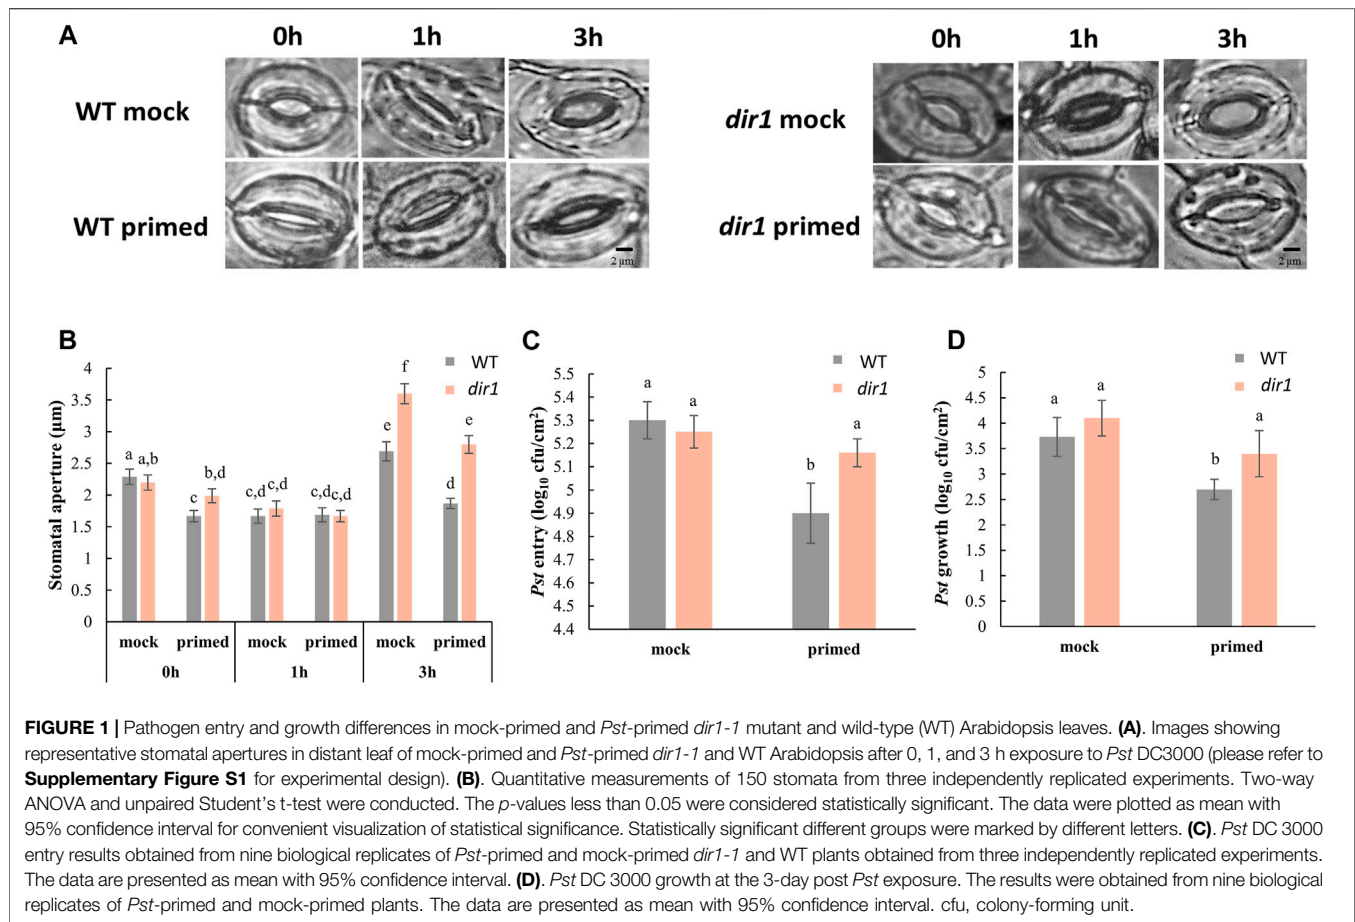 A
0h 1h 3h
0h 1h 3h
WT mock
dir1 mock
WT primed
dir1 primed
2 µm
2 µm
B
WT
dir1
Stomatal aperture (µm)
4
3.5
3
2.5
2
1.5
1
0.5
0
a a,b c b,d c,d c,d c,d c,d e f d e
mock primed mock primed mock primed
0h 1h 3h
C
WT
dir1
Pst entry (log10 cfu/cm2)
5.5
5.4
5.3
5.2
5.1
5
4.9
4.8
4.7
4.6
4.5
4.4
a a b a
mock primed
D
WT
dir1
Pst growth (log10 cfu/cm2)
5
4.5
4
3.5
3
2.5
2
1.5
1
0.5
0
a a b a
mock primed
FIGURE 1 | Pathogen entry and growth differences in mock-primed and Pst-primed dir1-1 mutant and wild-type (WT) Arabidopsis leaves. (A). Images showing
representative stomatal apertures in distant leaf of mock-primed and Pst-primed dir1-1 and WT Arabidopsis after 0, 1, and 3 h exposure to Pst DC3000 (please refer to
Supplementary Figure S1 for experimental design). (B). Quantitative measurements of 150 stomata from three independently replicated experiments. Two-way
ANOVA and unpaired Student's t-test were conducted. The p-values less than 0.05 were considered statistically significant. The data were plotted as mean with
95% confidence interval for convenient visualization of statistical significance. Statistically significant different groups were marked by different letters. (C). Pst DC 3000
entry results obtained from nine biological replicates of Pst-primed and mock-primed dir1-1 and WT plants obtained from three independently replicated experiments.
The data are presented as mean with 95% confidence interval. (D). Pst DC 3000 growth at the 3-day post Pst exposure. The results were obtained from nine biological
replicates of Pst-primed and mock-primed plants. The data are presented as mean with 95% confidence interval. cfu, colony-forming unit.